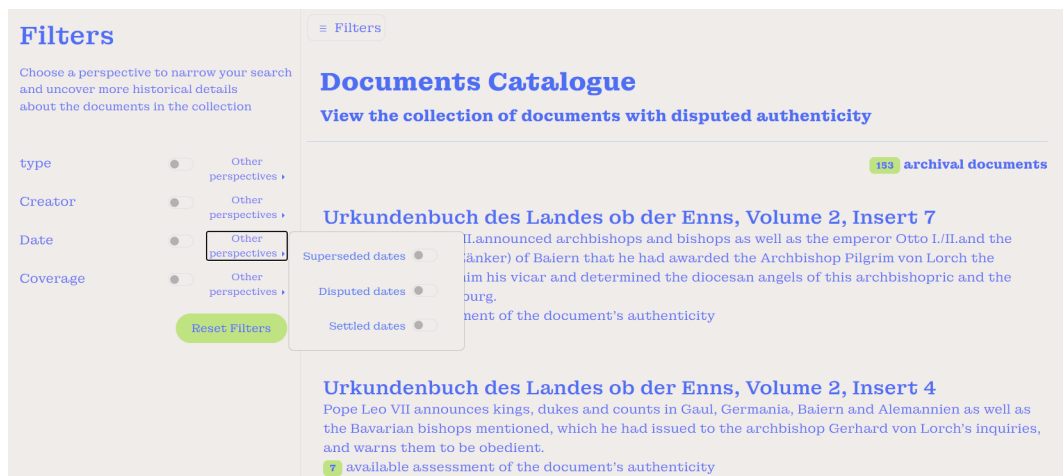 Filters
Choose a perspective to narrow your search
and uncover more historical details
about the documents in the collection
type
Other
perspectives
Creator
Other
perspectives
Date
Other
perspectives
Coverage
Other
perspectives
Reset Filters
Superseded dates
Disputed dates
Settled dates
≡ Filters
Documents Catalogue
View the collection of documents with disputed authenticity
153 archival documents
Urkundenbuch des Landes ob der Enns, Volume 2, Insert 7
II.announced archbishops and bishops as well as the emperor Otto I./II.and the
Zänker) of Baiern that he had awarded the Archbishop Pilgrim von Lorch the
him his vicar and determined the diocesan angels of this archbishopric and the
burg.
ment of the document's authenticity
Urkundenbuch des Landes ob der Enns, Volume 2, Insert 4
Pope Leo VII announces kings, dukes and counts in Gaul, Germania, Baiern and Alemannien as well as
the Bavarian bishops mentioned, which he had issued to the archbishop Gerhard von Lorch's inquiries,
and warns them to be obedient.
7 available assessment of the document's authenticity